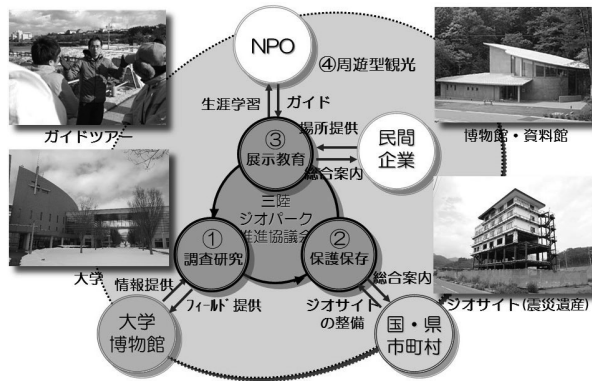 NPO
④周遊型観光
生涯学習
ガイド
ガイドツアー
博物館・資料館
③
展示教育
場所提供
総合案内
民間
企業
三陸
ジオパーク
推進協議会
①
調査研究
②
保護保存
大学
情報提供
フィールド提供
総合案内
ジオサイト
の整備
ジオサイト(震災遺産)
大学
博物館
国・県
市町村